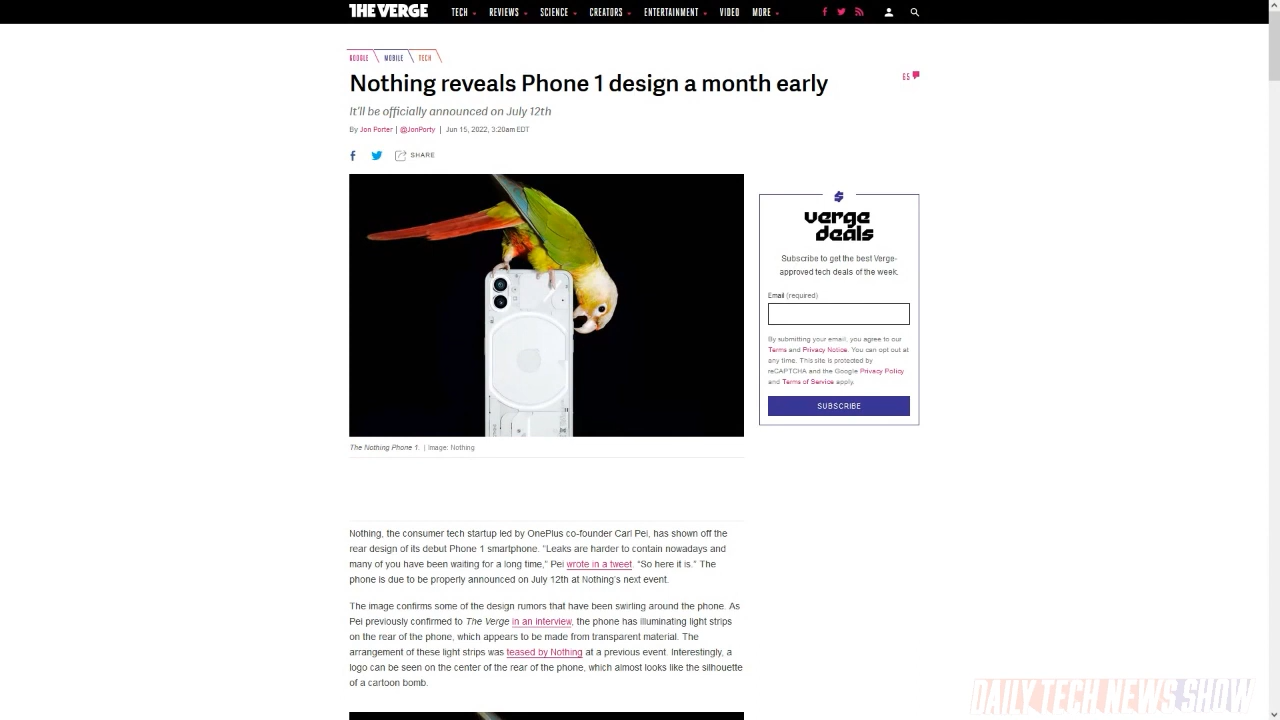 THE VERGE
TECH REVIEWS SCIENCE CREATORS ENTERTAINMENT VIDEO MORE
GOOGLE MOBILE TECH
Nothing reveals Phone 1 design a month early
65
It'll be officially announced on July 12th
By Jon Porter | @JonPorty | Jun 15, 2022, 3:20am EDT
SHARE
The Nothing Phone 1. | Image: Nothing
verge
deals
Subscribe to get the best Verge-
approved tech deals of the week.
Email (required)
By submitting your email, you agree to our
Terms and Privacy Notice. You can opt out at
any time. This site is protected by
reCAPTCHA and the Google Privacy Policy
and Terms of Service apply.
SUBSCRIBE
Nothing, the consumer tech startup led by OnePlus co-founder Carl Pei, has shown off the
rear design of its debut Phone 1 smartphone. "Leaks are harder to contain nowadays and
many of you have been waiting for a long time," Pei wrote in a tweet. "So here it is." The
phone is due to be properly announced on July 12th at Nothing's next event.
The image confirms some of the design rumors that have been swirling around the phone. As
Pei previously confirmed to The Verge in an interview, the phone has illuminating light strips
on the rear of the phone, which appears to be made from transparent material. The
arrangement of these light strips was teased by Nothing at a previous event. Interestingly, a
logo can be seen on the center of the rear of the phone, which almost looks like the silhouette
of a cartoon bomb.
DAILY TECH NEWS SHOW